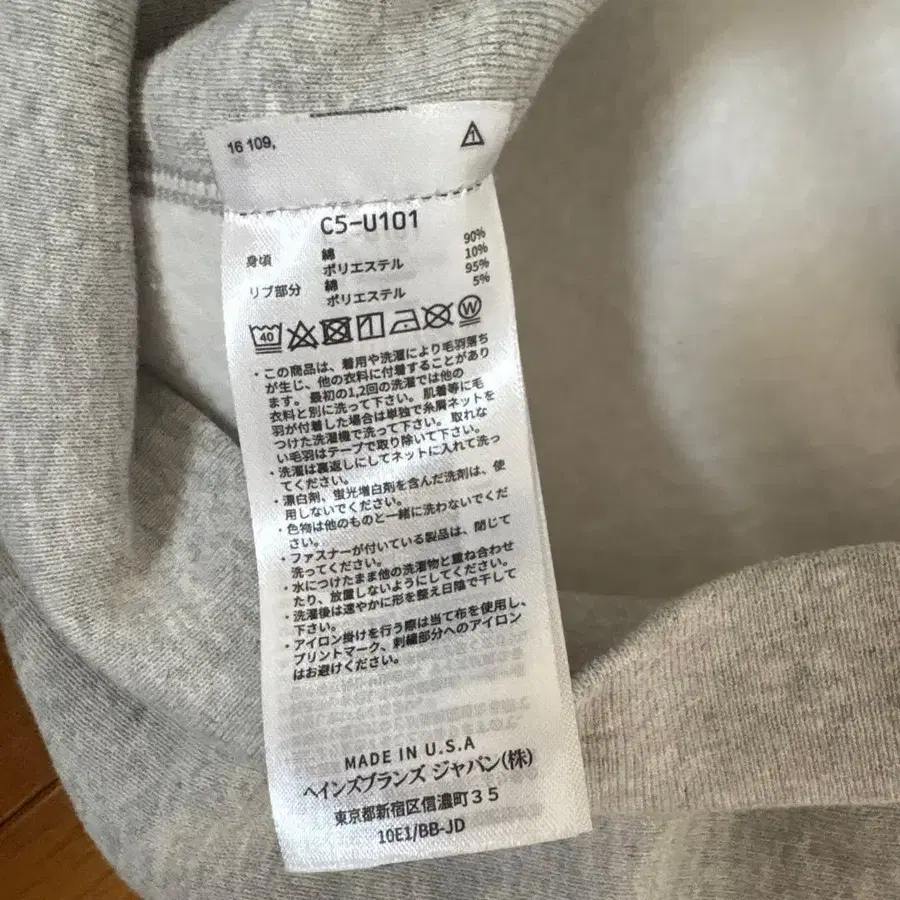 16 109,
1
C5-U101
身頃 綿 90%
ポリエステル 10%
リブ部分 綿 95%
ポリエステル 5%
40 W
・この商品は、着用や洗濯により毛羽落ち
が生じ、他の衣料に付着することがあり
ます。最初の1,2回の洗濯では他の
衣料と別に洗って下さい。肌着等に毛
羽が付着した場合は単独で糸屑ネットを
つけた洗濯機で洗って下さい。取れな
い毛羽はテープで取り除いて下さい。
・洗濯は裏返しにしてネットに入れて洗っ
てください。
・漂白剤、蛍光増白剤を含んだ洗剤は、使
用しないでください。
・色物は他のものと一緒に洗わないでくだ
さい。
・ファスナーが付いている製品は、閉じて
洗ってください。
・水につけたまま他の洗濯物と重ね合わせ
たり、放置しないようにしてください。
・洗濯後は速やかに形を整え日陰で干して
下さい。
・アイロン掛けを行う際は当て布を使用し、
プリントマーク、刺繍部分へのアイロン
はお避けください。
MADE IN U.S.A
ヘインズブランズ ジャパン(株)
東京都新宿区信濃町35
10E1/BB-JD